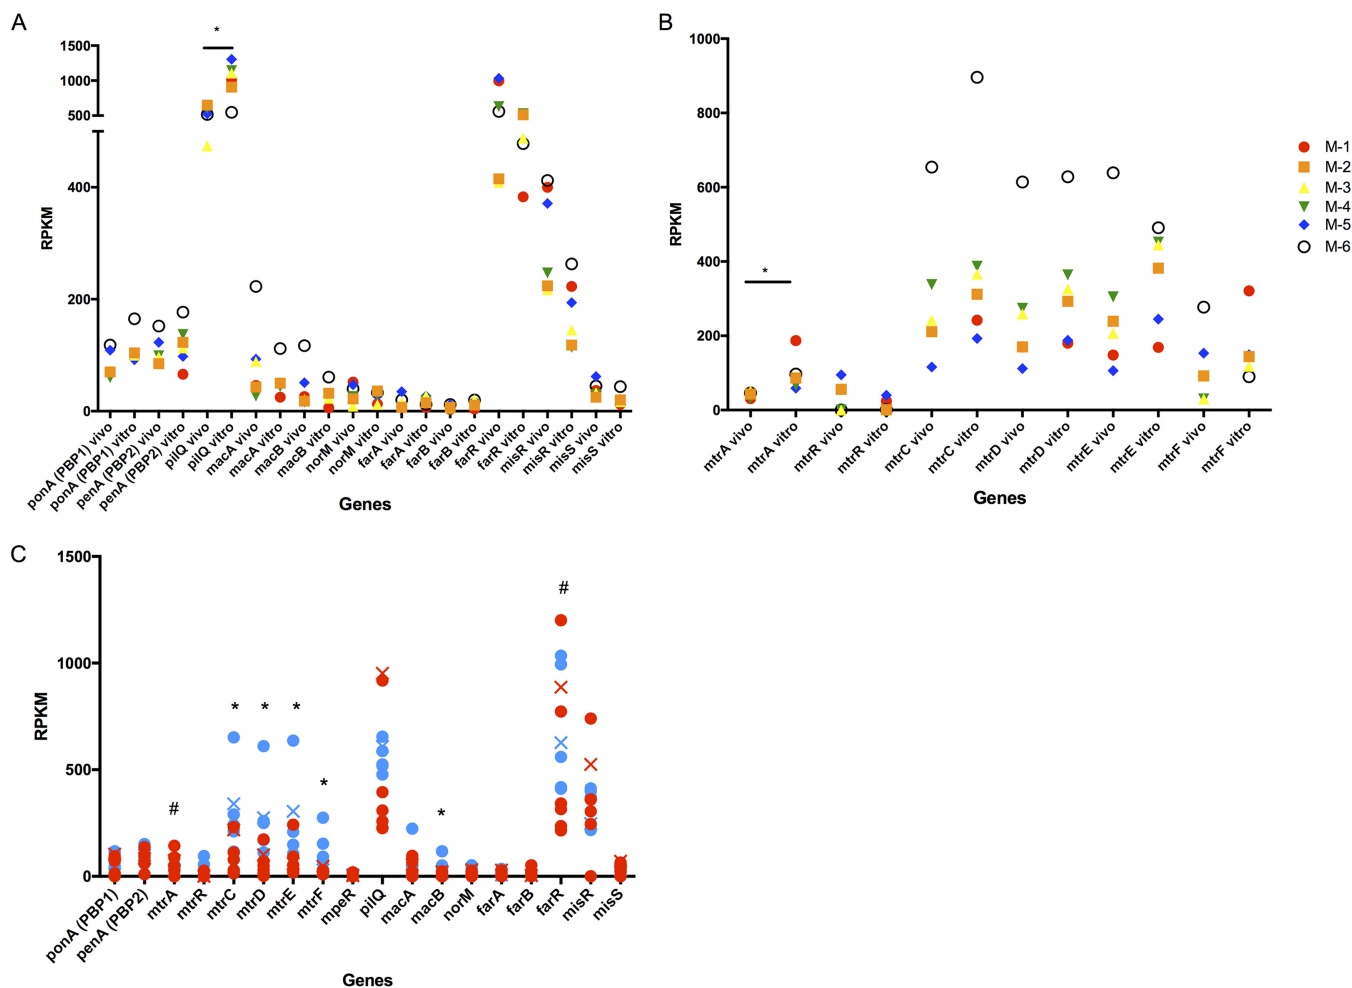 A
*
1500
1000
500
400
200
0
RPKM
ponA (PBP1) vivo
ponA (PBP1) vitro
penA (PBP2) vivo
penA (PBP2) vitro
pilQ vivo
pilQ vitro
macA vivo
macA vitro
macB vivo
macB vitro
norM vivo
norM vitro
farA vivo
farA vitro
farB vivo
farB vitro
farR vivo
farR vitro
misR vivo
misR vitro
misS vivo
misS vitro
Genes
B
1000
800
600
400
200
0
RPKM
*
mtrA vivo
mtrA vitro
mtrR vivo
mtrR vitro
mtrC vivo
mtrC vitro
mtrD vivo
mtrD vitro
mtrE vivo
mtrE vitro
mtrF vivo
mtrF vitro
Genes
M-1
M-2
M-3
M-4
M-5
M-6
C
1500
1000
500
0
RPKM
#
*
*
*
*
*
#
ponA (PBP1)
penA (PBP2)
mtrA
mtrR
mtrC
mtrD
mtrE
mtrF
mpeR
pilQ
macA
macB
norM
farA
farB
farR
misR
misS
Genes